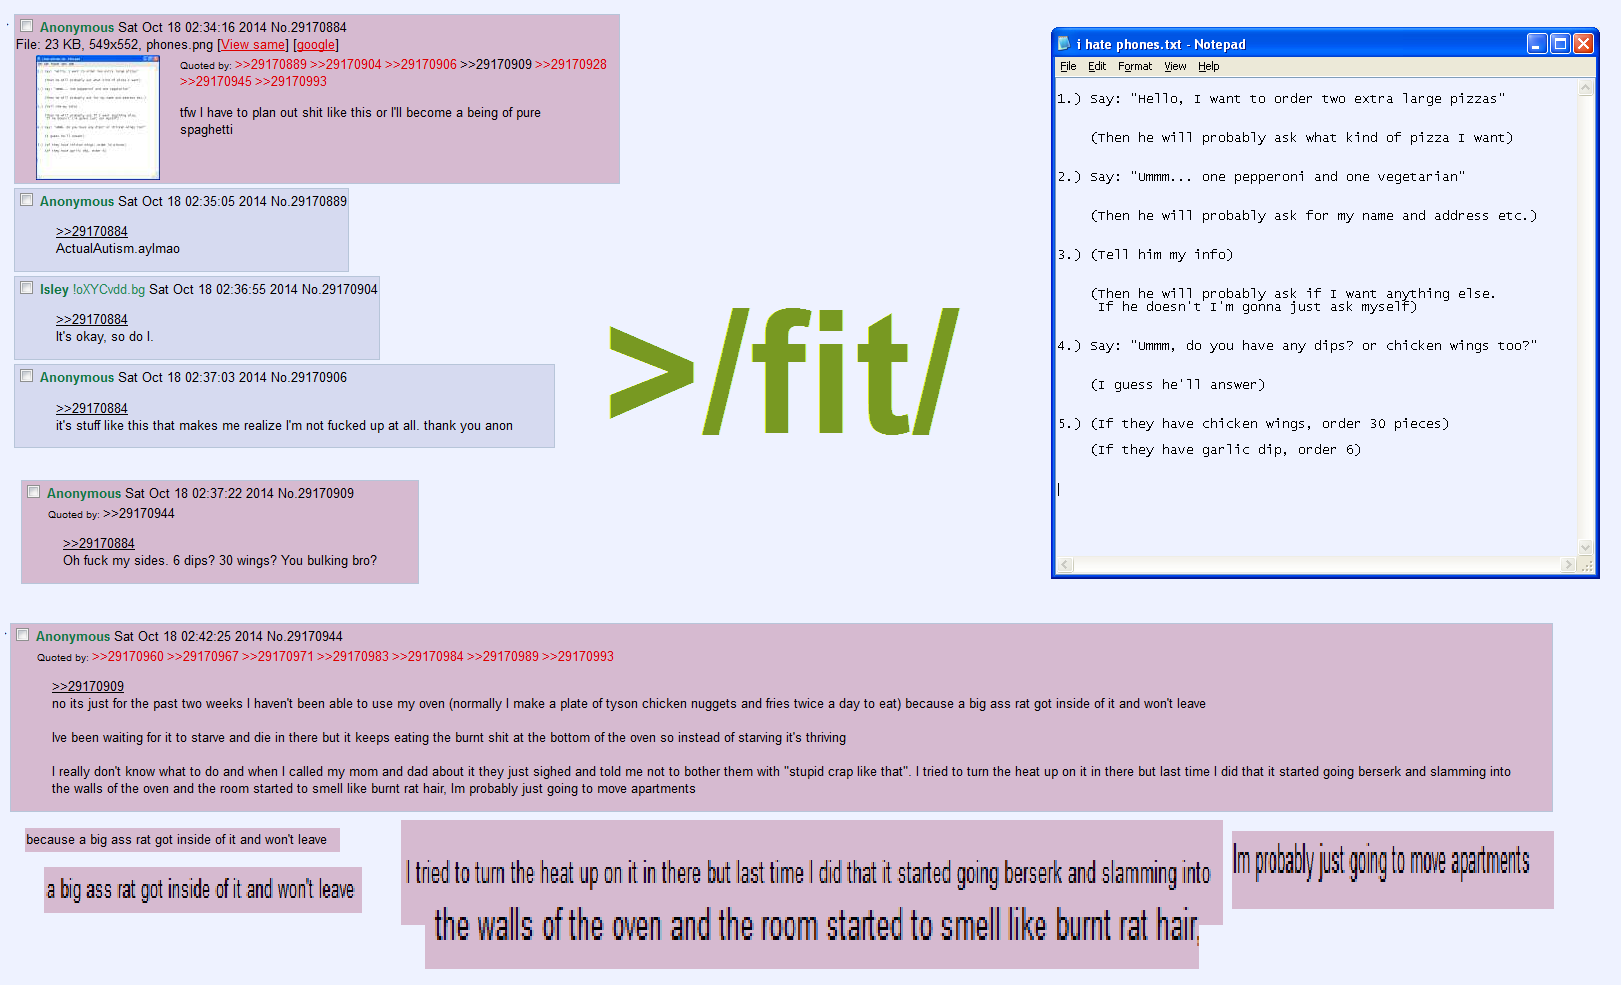 Anonymous Sat Oct 18 02:34:16 2014 No.29170884
File: 23 KB, 549x552, phones.png [View same] [google]
Quoted by: >>29170889 >>29170904 >>29170906 >>29170909 >>29170928
>>29170945 >>29170993
tfw I have to plan out shit like this or I'll become a being of pure
spaghetti
Anonymous Sat Oct 18 02:35:05 2014 No.29170889
>>29170884
ActualAutism.aylmao
Isley !oXYCvdd.bg Sat Oct 18 02:36:55 2014 No.29170904
>>29170884
It's okay, so do I.
Anonymous Sat Oct 18 02:37:03 2014 No.29170906
>>29170884
it's stuff like this that makes me realize I'm not fucked up at all. thank you anon
Anonymous Sat Oct 18 02:37:22 2014 No.29170909
Quoted by: >>29170944
>>29170884
Oh fuck my sides. 6 dips? 30 wings? You bulking bro?
>/fit/
i hate phones.txt - Notepad
File Edit Format View Help
1.) Say: "Hello, I want to order two extra large pizzas"
(Then he will probably ask what kind of pizza I want)
2.) Say: "Ummm... one pepperoni and one vegetarian"
(Then he will probably ask for my name and address etc.)
3.) (Tell him my info)
(Then he will probably ask if I want anything else.
If he doesn't I'm gonna just ask myself)
4.) Say: "Ummm, do you have any dips? or chicken wings too?"
(I guess he'll answer)
5.) (If they have chicken wings, order 30 pieces)
(If they have garlic dip, order 6)
Anonymous Sat Oct 18 02:42:25 2014 No.29170944
Quoted by: >>29170960 >>29170967 >>29170971 >>29170983 >>29170984 >>29170989 >>29170993
>>29170909
no its just for the past two weeks I haven't been able to use my oven (normally I make a plate of tyson chicken nuggets and fries twice a day to eat) because a big ass rat got inside of it and won't leave
Ive been waiting for it to starve and die in there but it keeps eating the burnt shit at the bottom of the oven so instead of starving it's thriving
I really don't know what to do and when I called my mom and dad about it they just sighed and told me not to bother them with "stupid crap like that". I tried to turn the heat up on it in there but last time I did that it started going berserk and slamming into
the walls of the oven and the room started to smell like burnt rat hair, Im probably just going to move apartments
because a big ass rat got inside of it and won't leave
a big ass rat got inside of it and won't leave
I tried to turn the heat up on it in there but last time I did that it started going berserk and slamming into
the walls of the oven and the room started to smell like burnt rat hair,
Im probably just going to move apartments